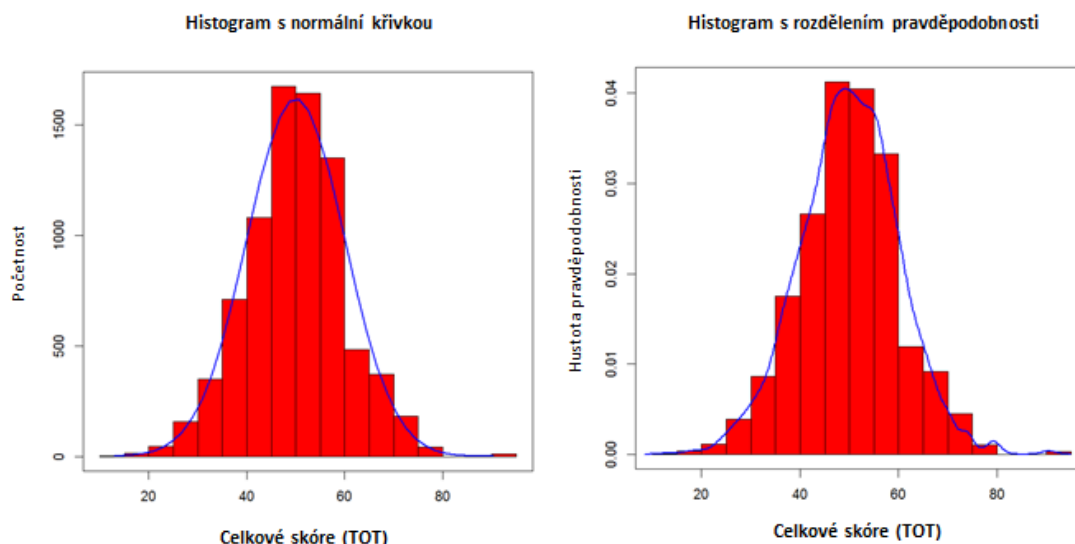 Histogram s normální křivkou
Početnost
1500
1000
500
0
20 40 60 80
Celkové skóre (TOT)
Histogram s rozdělením pravděpodobnosti
Hustota pravděpodobnosti
0.04
0.03
0.02
0.01
0.00
20 40 60 80
Celkové skóre (TOT)